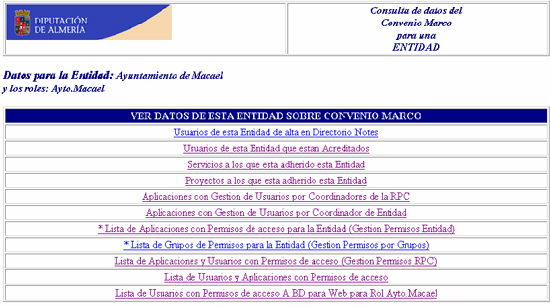 DIPUTACIÓN
DE ALMERÍA
Consulta de datos del
Convenio Marco
para una
ENTIDAD
Datos para la Entidad: Ayuntamiento de Macael
y los roles: Ayto.Macael
VER DATOS DE ESTA ENTIDAD SOBRE CONVENIO MARCO
Usuarios de esta Entidad de alta en Directorio Notes
Usuarios de esta Entidad que estan Acreditados
Servicios a los que esta adherido esta Entidad
Proyectos a los que esta adherido esta Entidad
Aplicaciones con Gestion de Usuarios por Coordinadores de la RPC
Aplicaciones con Gestion de Usuarios por Coordinador de Entidad
* Lista de Aplicaciones con Permisos de acceso para la Entidad (Gestion Permisos Entidad)
* Lista de Grupos de Permisos para la Entidad (Gestion Permisos por Grupos)
Lista de Aplicaciones y Usuarios con Permisos de acceso (Gestion Permisos RPC)
Lista de Usuarios y Aplicaciones con Permisos de acceso
Lista de Usuarios con Permisos de acceso A BD para Web para Rol Ayto.Macael